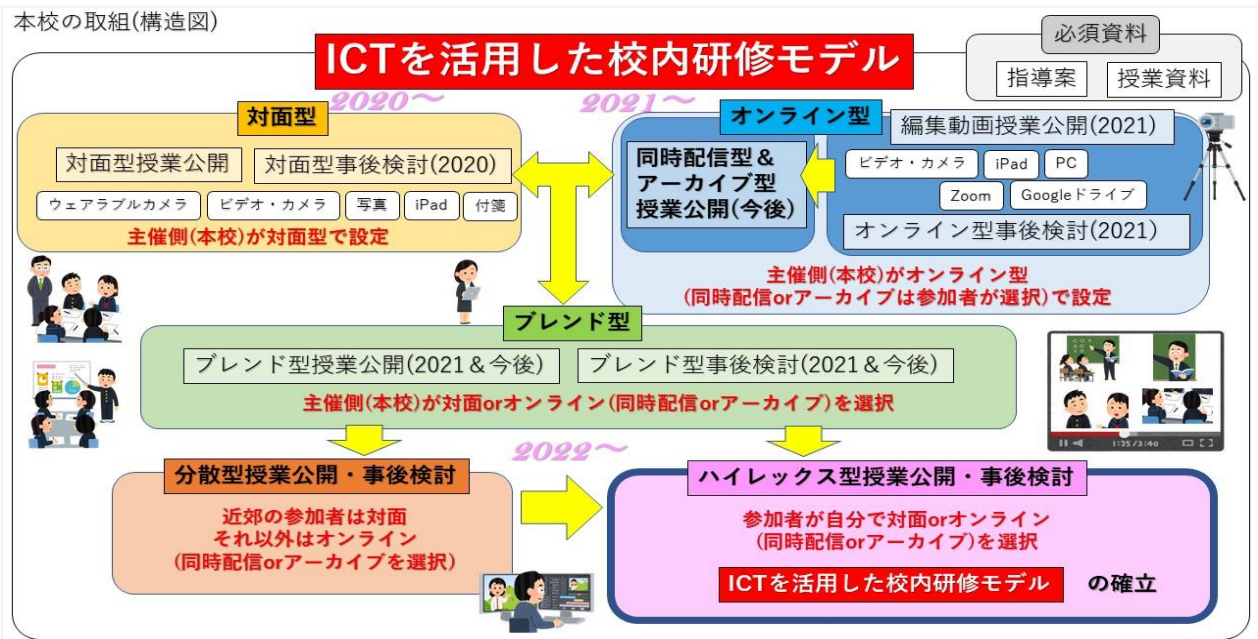 本校の取組(構造図)
ICTを活用した校内研修モデル
必須資料
指導案
授業資料
2020～
2021～
対面型
対面型授業公開
対面型事後検討(2020)
ウェアラブルカメラ
ビデオ・カメラ
写真
iPad
付箋
主催側(本校)が対面型で設定
オンライン型
同時配信型＆
アーカイブ型
授業公開(今後)
編集動画授業公開(2021)
ビデオ・カメラ
iPad
PC
Zoom
Googleドライブ
オンライン型事後検討(2021)
主催側(本校)がオンライン型
(同時配信orアーカイブは参加者が選択)で設定
ブレンド型
ブレンド型授業公開(2021＆今後)
ブレンド型事後検討(2021＆今後)
主催側(本校)が対面orオンライン(同時配信orアーカイブ)を選択
1:35/3:40
2022～
分散型授業公開・事後検討
近郊の参加者は対面
それ以外はオンライン
(同時配信orアーカイブを選択)
ハイレックス型授業公開・事後検討
参加者が自分で対面orオンライン
(同時配信orアーカイブ)を選択
ICTを活用した校内研修モデル の確立